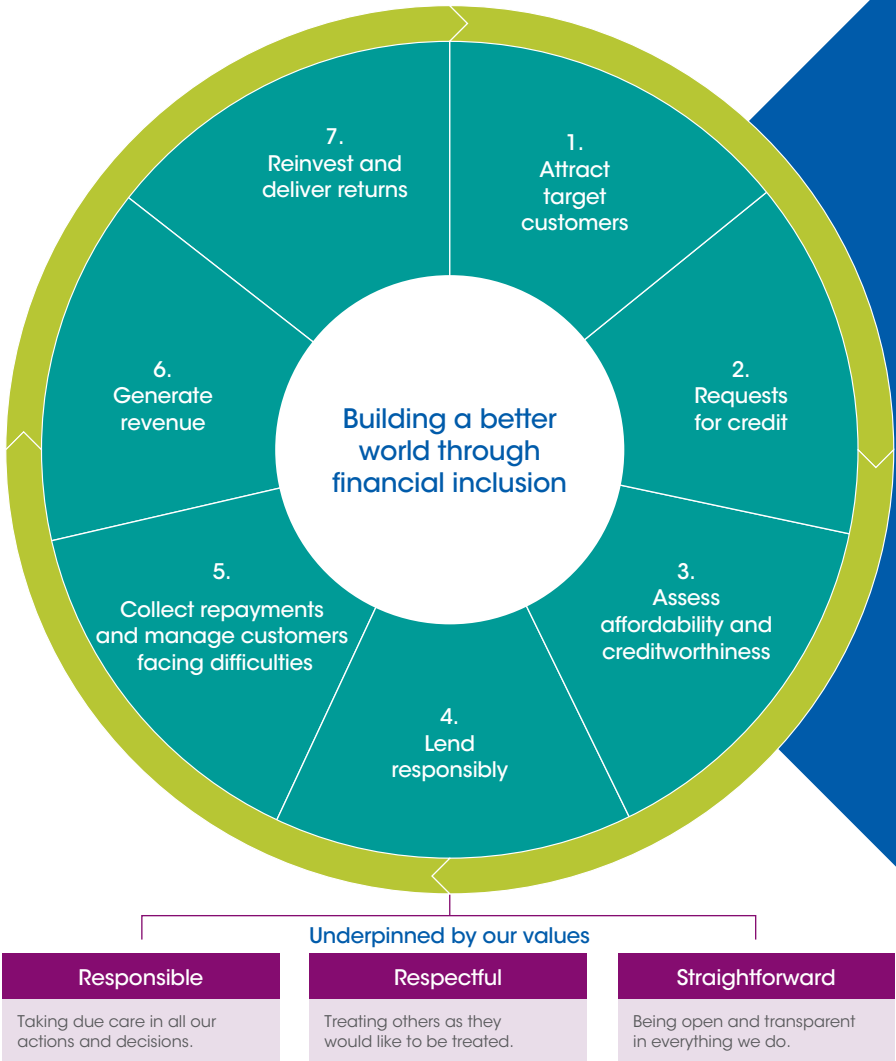 1.
Attract
target
customers
2.
Requests
for credit
3.
Assess
affordability and
creditworthiness
4.
Lend
responsibly
5.
Collect repayments
and manage customers
facing difficulties
6.
Generate
revenue
7.
Reinvest and
deliver returns
Building a better
world through
financial inclusion
Underpinned by our values
Responsible
Taking due care in all our
actions and decisions.
Respectful
Treating others as they
would like to be treated.
Straightforward
Being open and transparent
in everything we do.